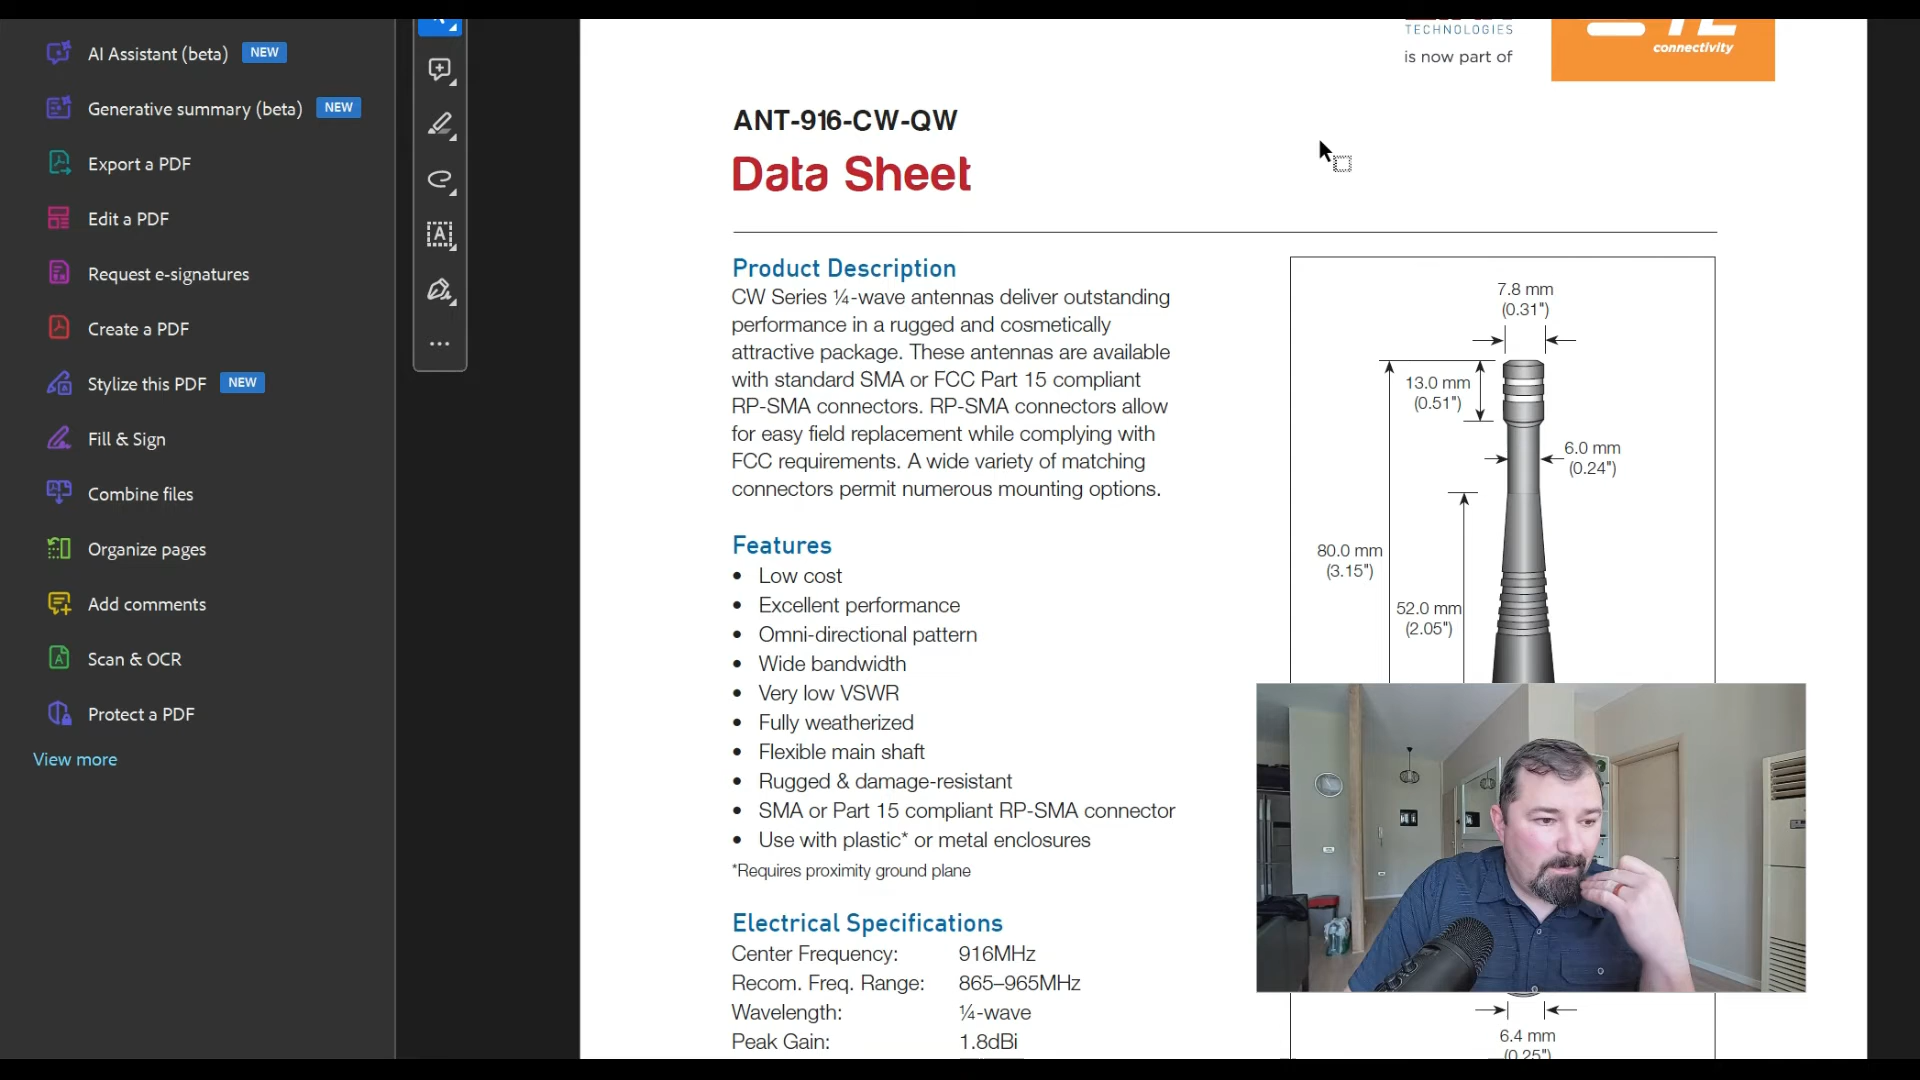 AI Assistant (beta) NEW
Generative summary (beta) NEW
Export a PDF
Edit a PDF
Request e-signatures
Create a PDF
Stylize this PDF NEW
Fill & Sign
Combine files
Organize pages
Add comments
Scan & OCR
Protect a PDF
View more
TECHNOLOGIES
is now part of
connectivity
ANT-916-CW-QW
Data Sheet
Product Description
CW Series ¼-wave antennas deliver outstanding
performance in a rugged and cosmetically
attractive package. These antennas are available
with standard SMA or FCC Part 15 compliant
RP-SMA connectors. RP-SMA connectors allow
for easy field replacement while complying with
FCC requirements. A wide variety of matching
connectors permit numerous mounting options.
Features
• Low cost
• Excellent performance
• Omni-directional pattern
• Wide bandwidth
• Very low VSWR
• Fully weatherized
• Flexible main shaft
• Rugged & damage-resistant
• SMA or Part 15 compliant RP-SMA connector
• Use with plastic* or metal enclosures
*Requires proximity ground plane
Electrical Specifications
Center Frequency: 916MHz
Recom. Freq. Range: 865–965MHz
Wavelength: ¼-wave
Peak Gain: 1.8dBi
7.8 mm
(0.31")
13.0 mm
(0.51")
6.0 mm
(0.24")
80.0 mm
(3.15")
52.0 mm
(2.05")
6.4 mm
(0.25")